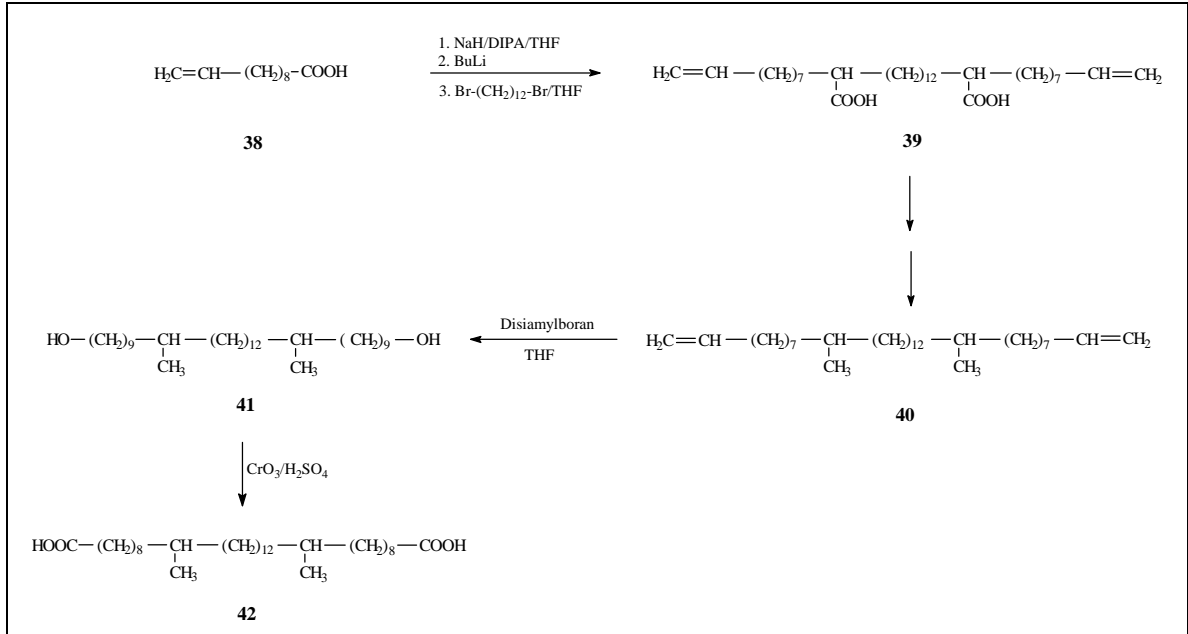 1. NaH/DIPA/THF
H₂C=CH—(CH₂)₈-COOH
2. BuLi
3. Br-(CH₂)₁₂-Br/THF
H₂C=CH—(CH₂)₇—CH—(CH₂)₁₂—CH—(CH₂)₇—CH=CH₂
COOH COOH
38
39
HO—(CH₂)₉—CH—(CH₂)₁₂—CH—( CH₂)₉—OH
CH₃ CH₃
Disiamylboran
THF
H₂C=CH—(CH₂)₇—CH—(CH₂)₁₂—CH—(CH₂)₇—CH=CH₂
CH₃ CH₃
41
40
CrO₃/H₂SO₄
HOOC—(CH₂)₈—CH—(CH₂)₁₂—CH—(CH₂)₈—COOH
CH₃ CH₃
42